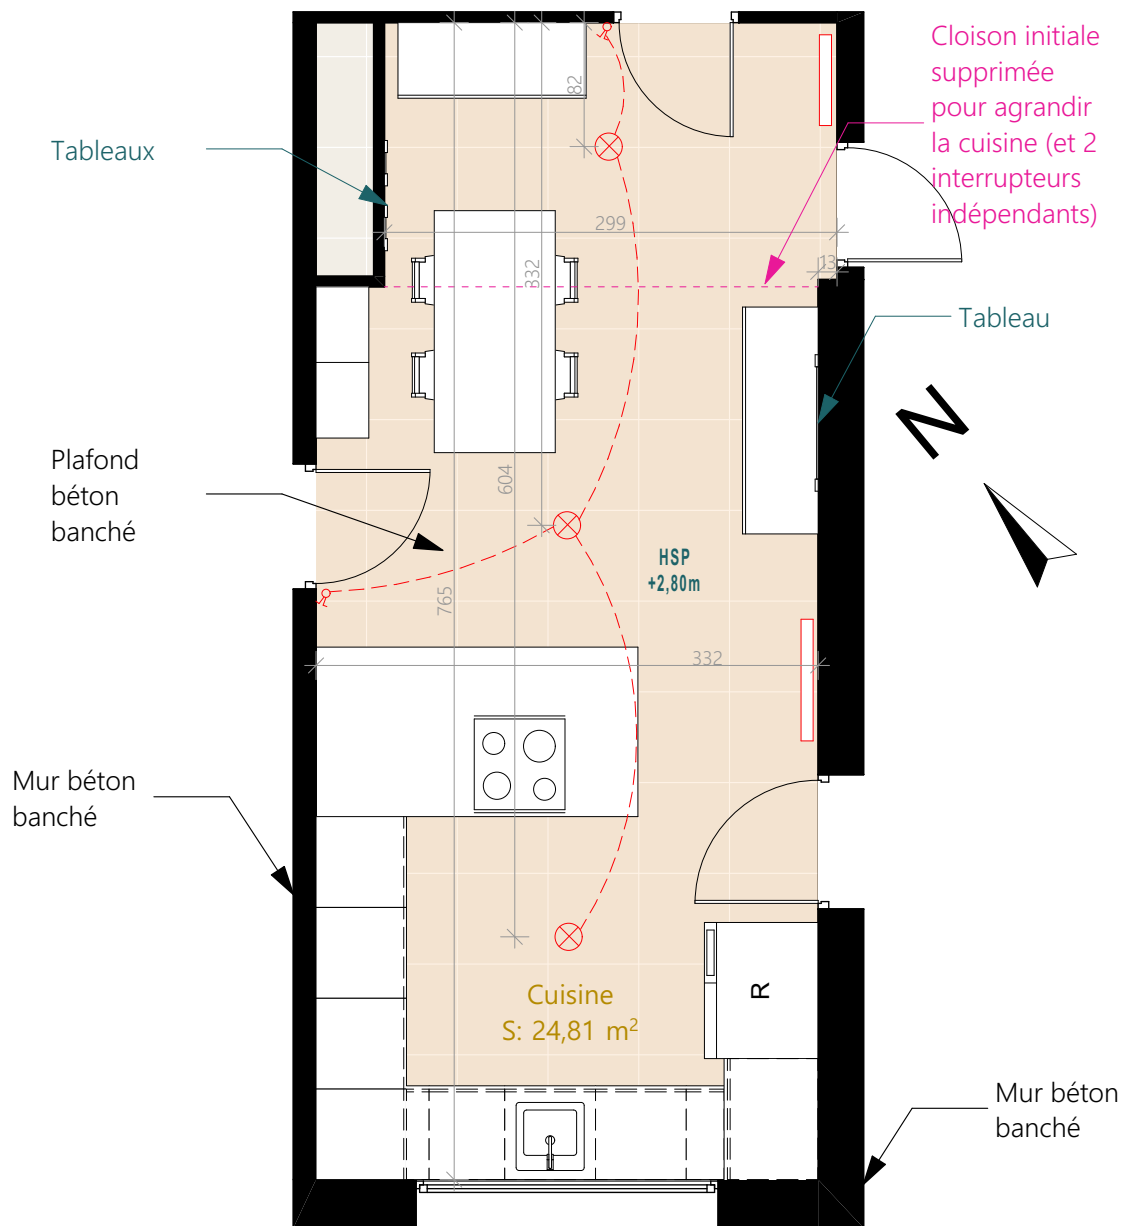 Cloison initiale
supprimée
pour agrandir
la cuisine (et 2
interrupteurs
indépendants)
82
Tableaux
299
332
13
Tableau
N
Plafond
béton
banché
604
HSP
+2,80m
765
332
Mur béton
banché
Cuisine
S: 24,81 m²
R
Mur béton
banché